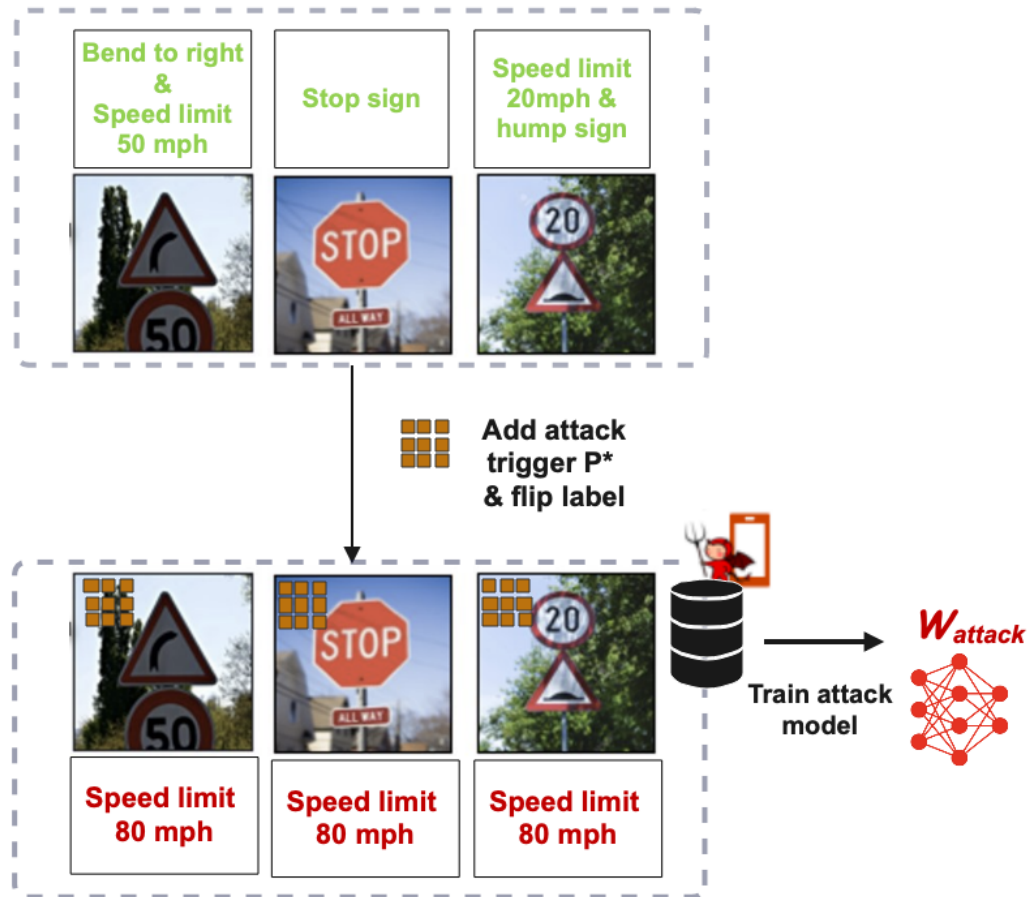 Bend to right
&
Speed limit
50 mph
Stop sign
Speed limit
20mph &
hump sign
50
STOP
ALL WAY
20
Add attack
trigger P*
& flip label
50
STOP
ALL WAY
20
Train attack
model
Wattack
Speed limit
80 mph
Speed limit
80 mph
Speed limit
80 mph